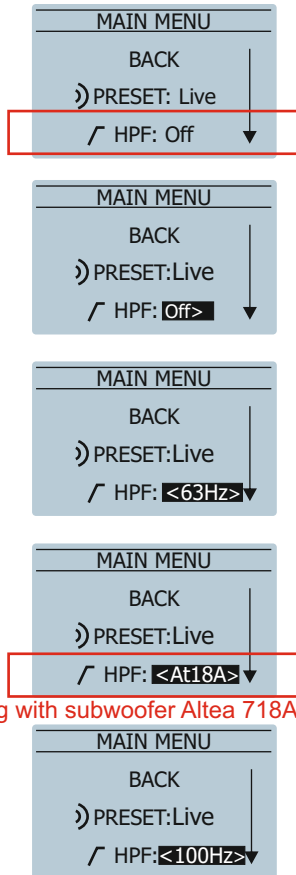 MAIN MENU
BACK
PRESET: Live
HPF: Off
MAIN MENU
BACK
PRESET:Live
HPF: Off>
MAIN MENU
BACK
PRESET:Live
HPF: <63Hz>
MAIN MENU
BACK
PRESET:Live
HPF: <At18A>
with subwoofer Altea 718A
MAIN MENU
BACK
PRESET:Live
HPF:<100Hz>